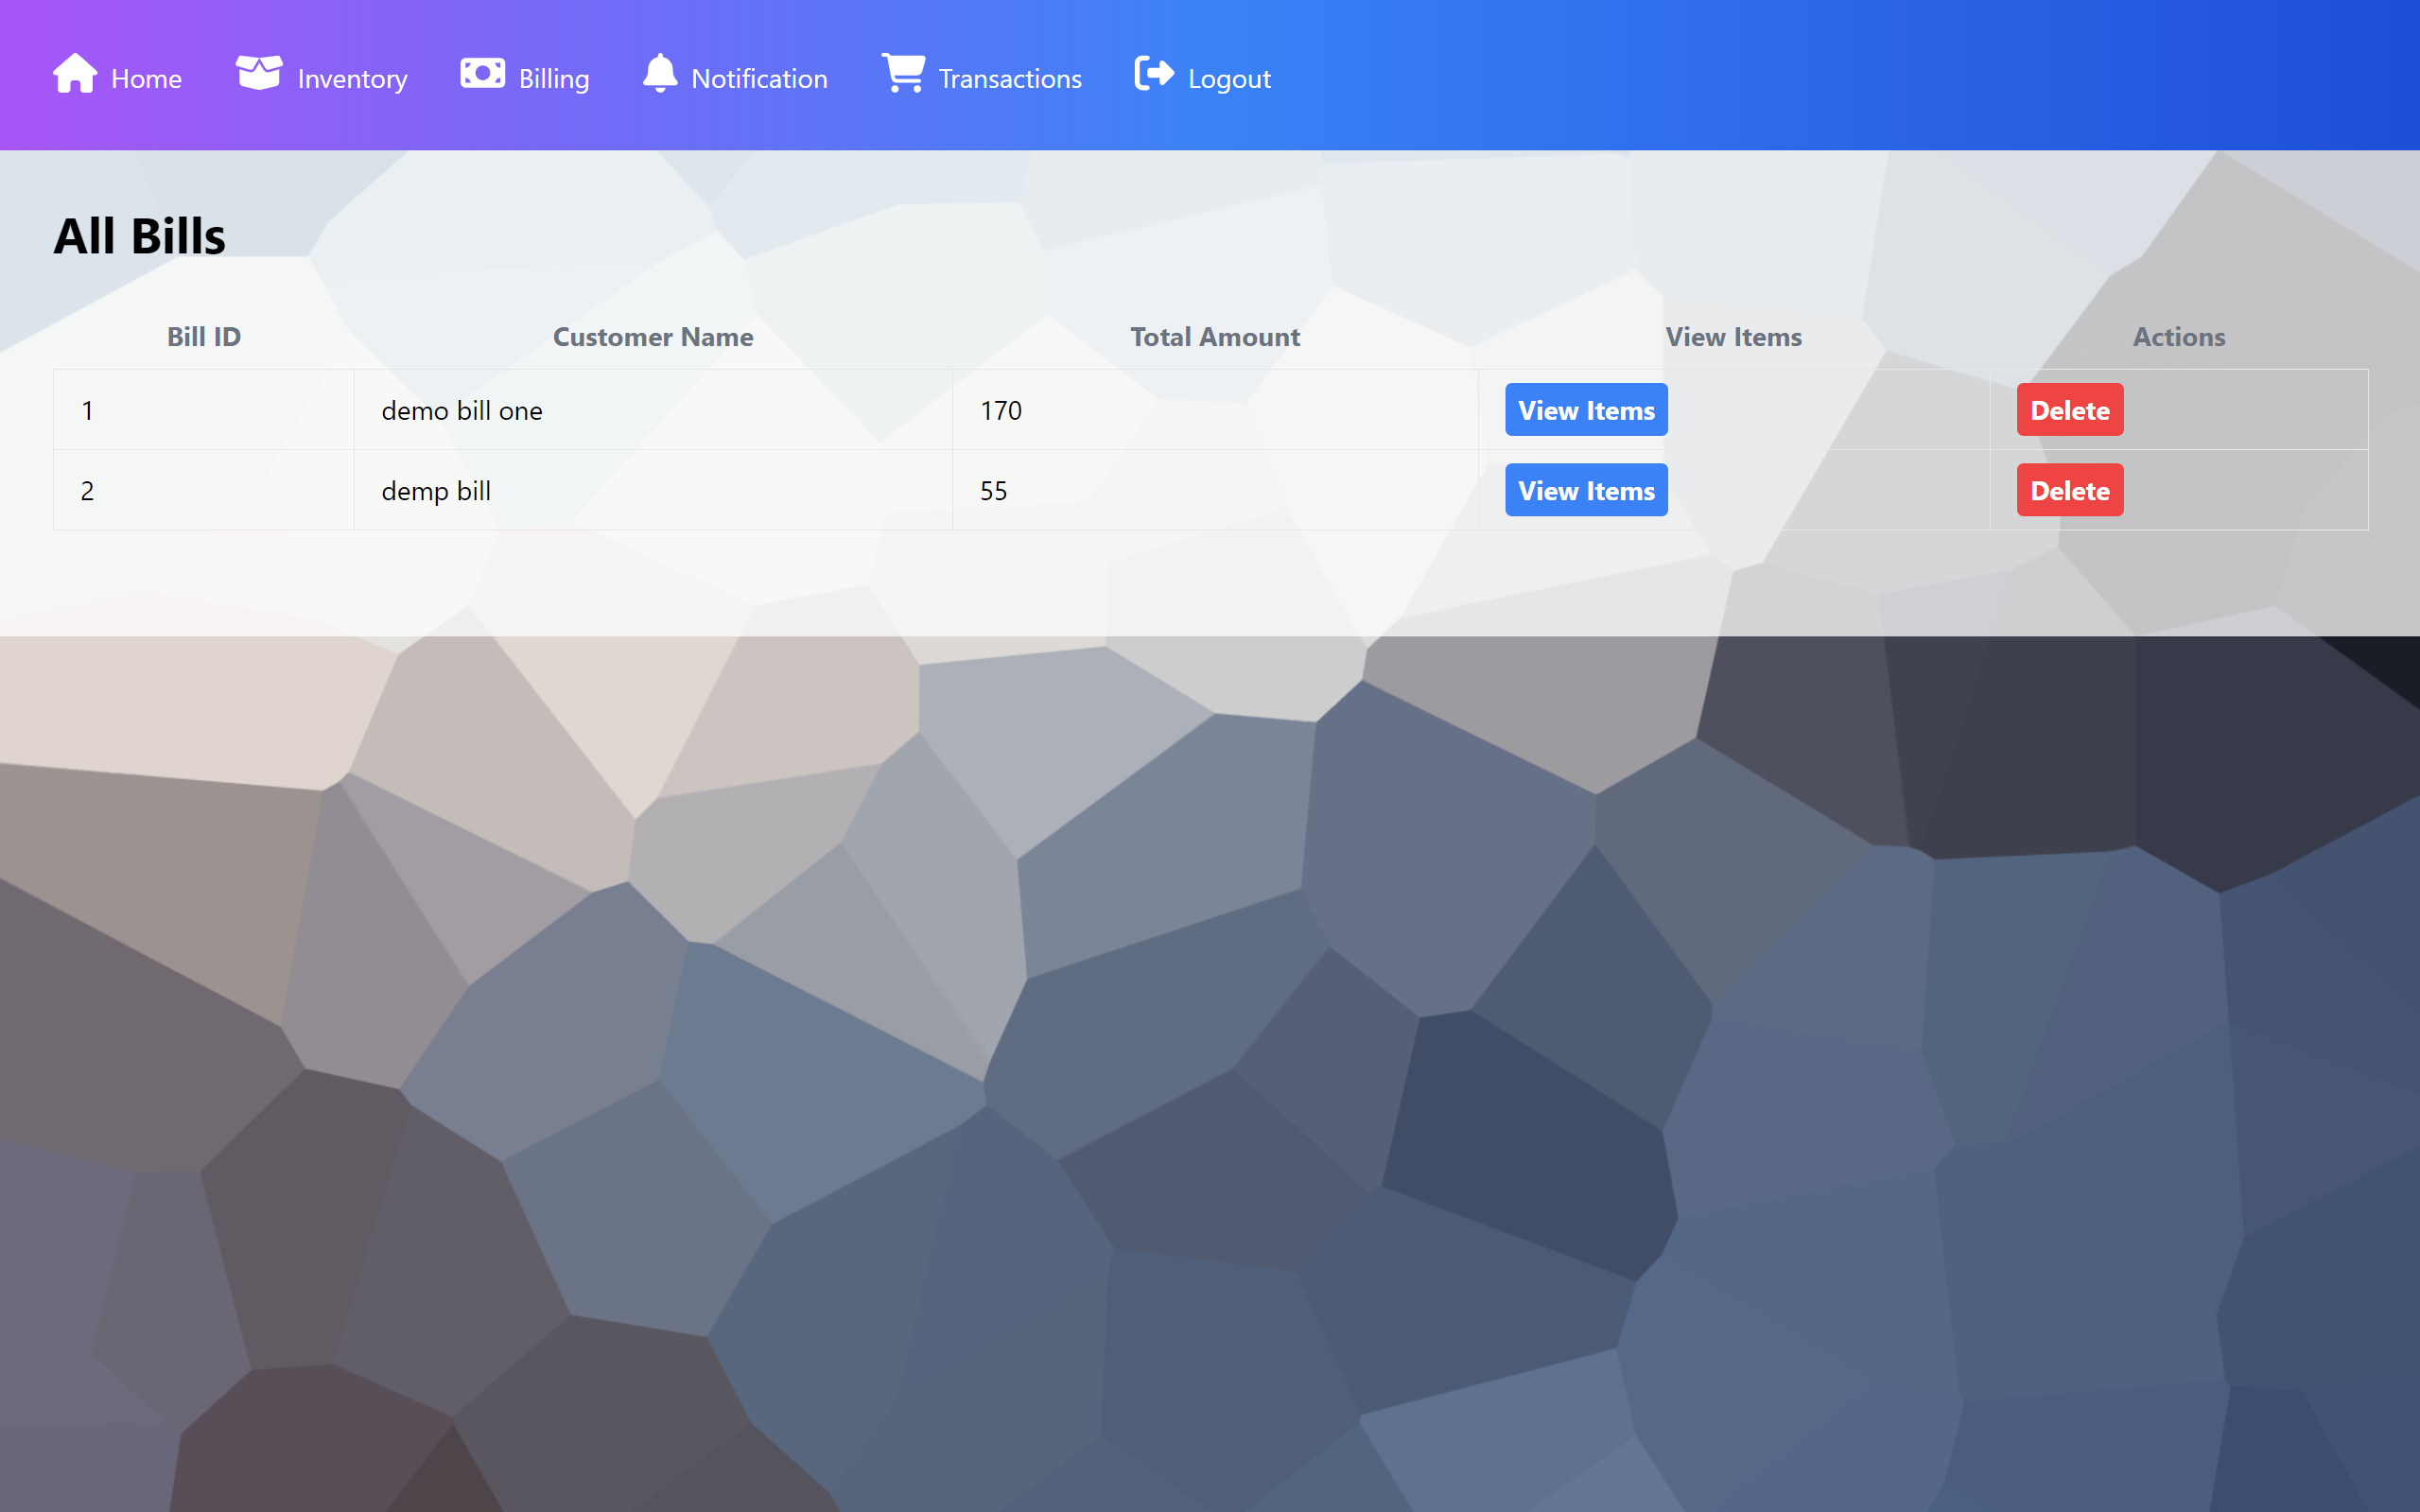 Home Inventory Billing Notification Transactions Logout
All Bills
Bill ID Customer Name Total Amount View Items Actions
1 demo bill one 170 View Items Delete
2 demp bill 55 View Items Delete